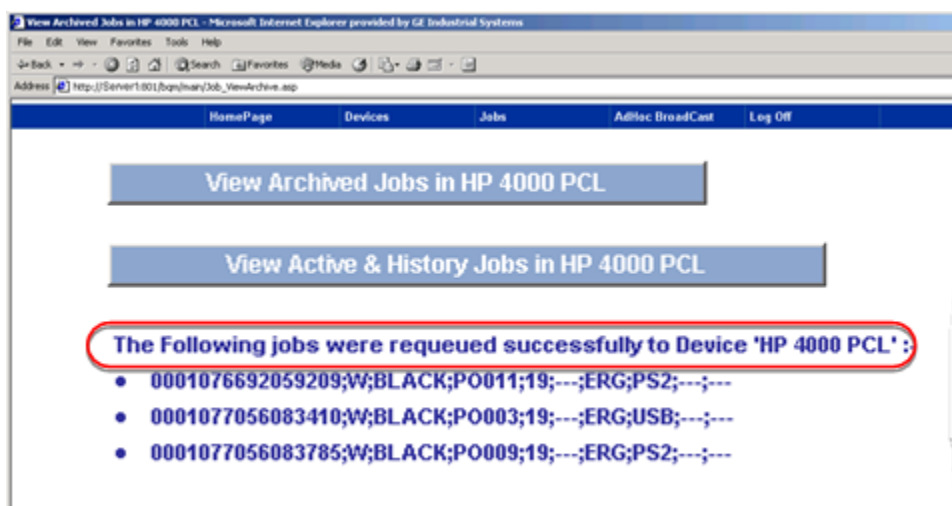 View Archived Jobs in HP 4000 PCL - Microsoft Internet Explorer provided by GE Industrial Systems
File Edit View Favorites Tools Help
Back Search Favorites Media
Address http://Server1:801/bqm/main/Job_ViewArchive.asp
HomePage Devices Jobs AdHoc BroadCast Log Off
View Archived Jobs in HP 4000 PCL
View Active & History Jobs in HP 4000 PCL
The Following jobs were requeued successfully to Device 'HP 4000 PCL' :
• 00010766692059209;W;BLACK;PO011;19;---;ERG;PS2;---;---
• 0001077056083410;W;BLACK;PO003;19;---;ERG;USB;---;---
• 0001077056083785;W;BLACK;PO009;19;---;ERG;PS2;---;---